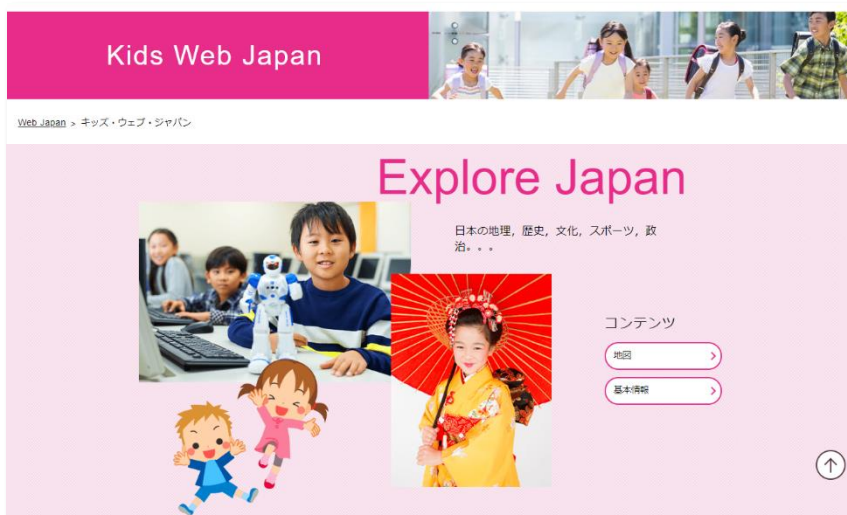 Kids Web Japan
Web Japan > キッズ・ウェブ・ジャパン
Explore Japan
日本の地理，歴史，文化，スポーツ，政
治。。。
コンテンツ
地図
基本情報